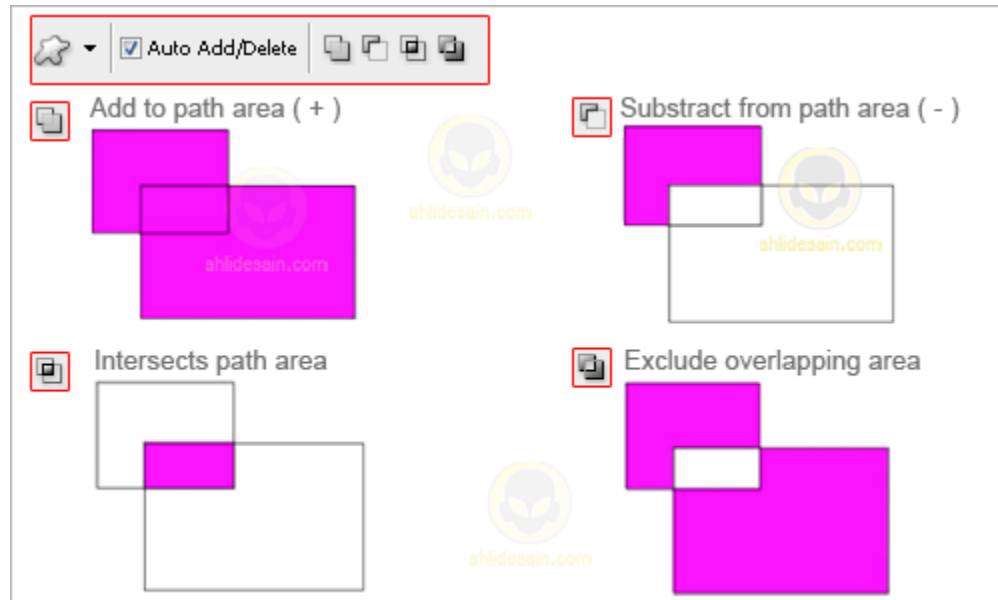 Auto Add/Delete
Add to path area ( + )
Substract from path area ( - )
ahlidesain.com
ahlidesain.com
ahlidesain.com
Intersects path area
Exclude overlapping area
ahlidesain.com